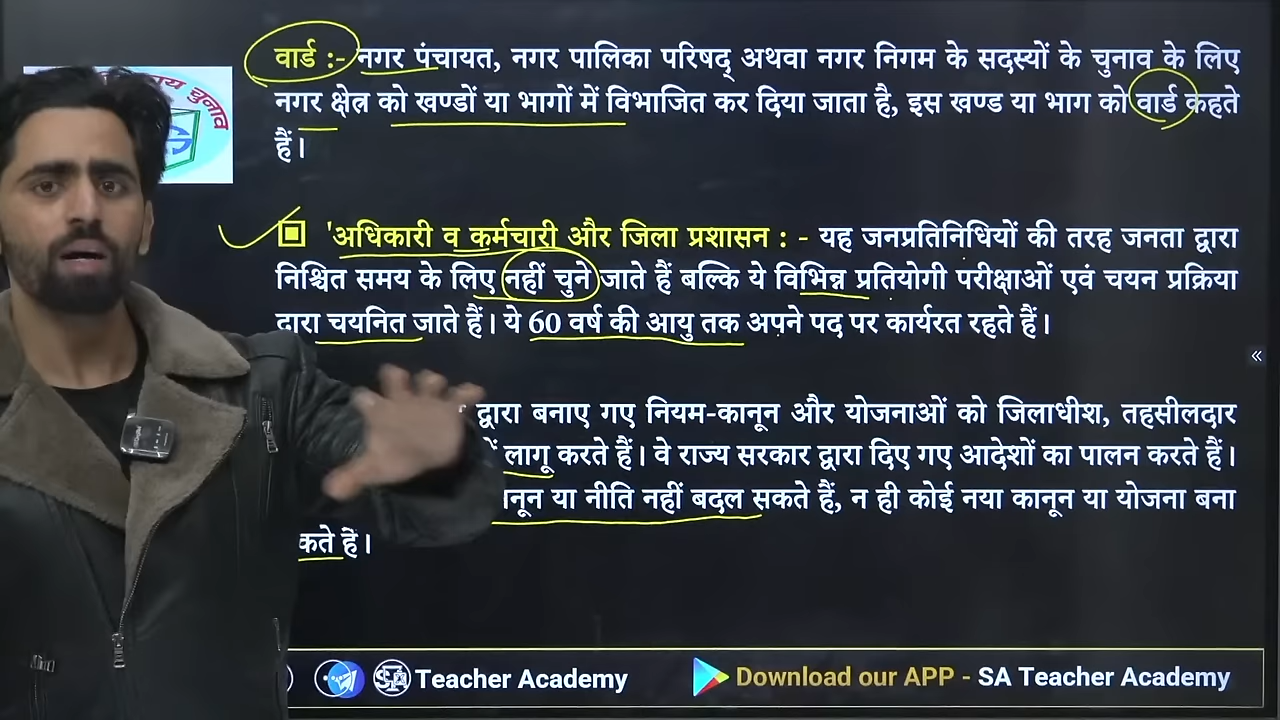 वार्ड :- नगर पंचायत, नगर पालिका परिषद् अथवा नगर निगम के सदस्यों के चुनाव के लिए
नगर क्षेत्र को खण्डों या भागों में विभाजित कर दिया जाता है, इस खण्ड या भाग को वार्ड कहते
हैं।
चुनाव
'अधिकारी व कर्मचारी और जिला प्रशासन : - यह जनप्रतिनिधियों की तरह जनता द्वारा
निश्चित समय के लिए नहीं चुने जाते हैं बल्कि ये विभिन्न प्रतियोगी परीक्षाओं एवं चयन प्रक्रिया
द्वारा चयनित जाते हैं। ये 60 वर्ष की आयु तक अपने पद पर कार्यरत रहते हैं।
द्वारा बनाए गए नियम-कानून और योजनाओं को जिलाधीश, तहसीलदार
लागू करते हैं। वे राज्य सरकार द्वारा दिए गए आदेशों का पालन करते हैं।
या नीति नहीं बदल सकते हैं, न ही कोई नया कानून या योजना बना
हैं।
Teacher Academy
Download our APP - SA Teacher Academy